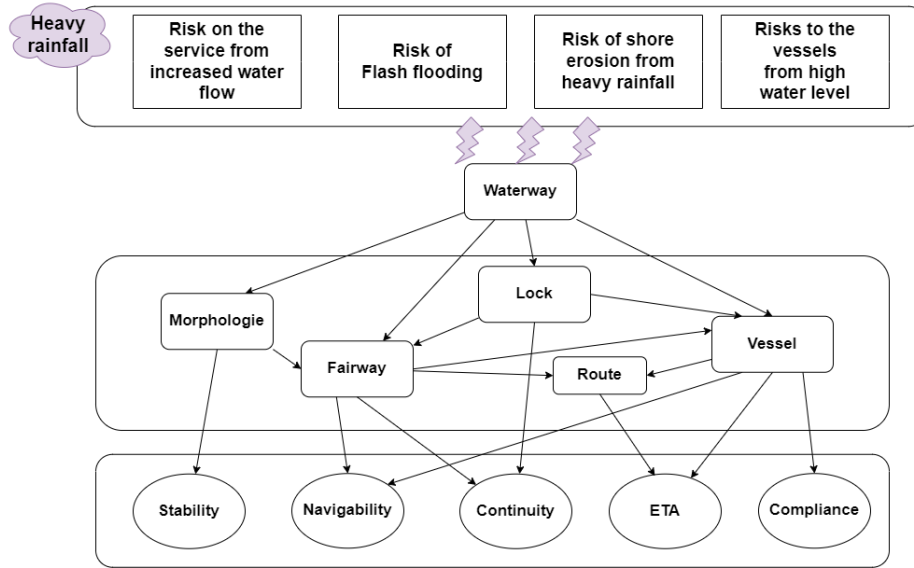 Heavy
rainfall
Risk on the
service from
increased water
flow
Risk of
Flash flooding
Risk of shore
erosion from
heavy rainfall
Risks to the
vessels
from high
water level
Waterway
Lock
Morphologie
Vessel
Fairway
Route
Stability
Navigability
Continuity
ETA
Compliance